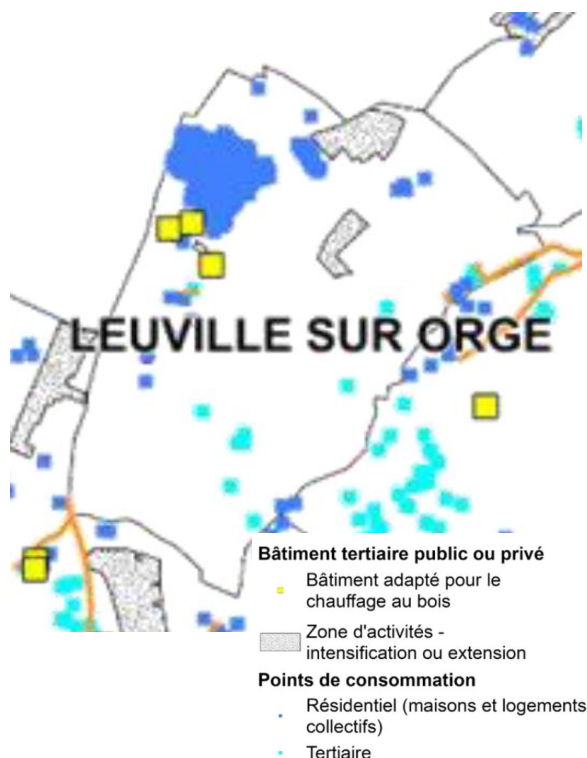 LEUVILLE SUR ORGE
Bâtiment tertiaire public ou privé
Bâtiment adapté pour le
chauffage au bois
Zone d'activités -
intensification ou extension
Points de consommation
Résidentiel (maisons et logements
collectifs)
Tertiaire